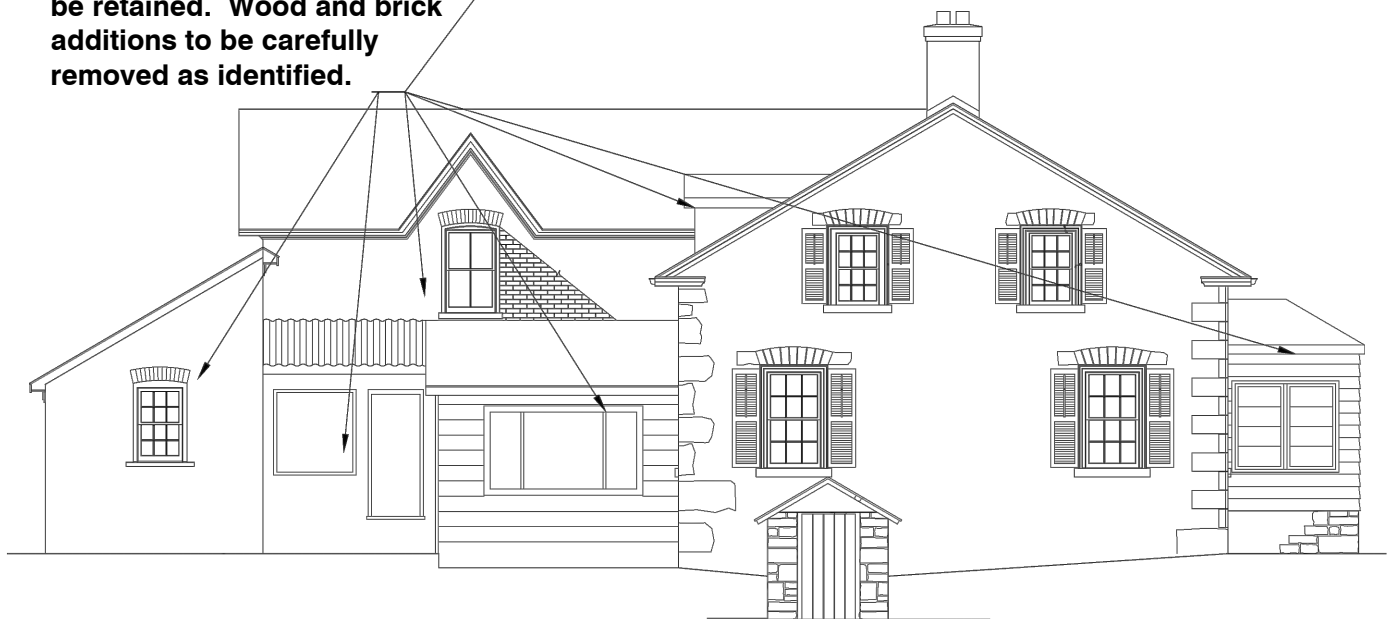 be retained.  Wood and brick
additions to be carefully
removed as identified.